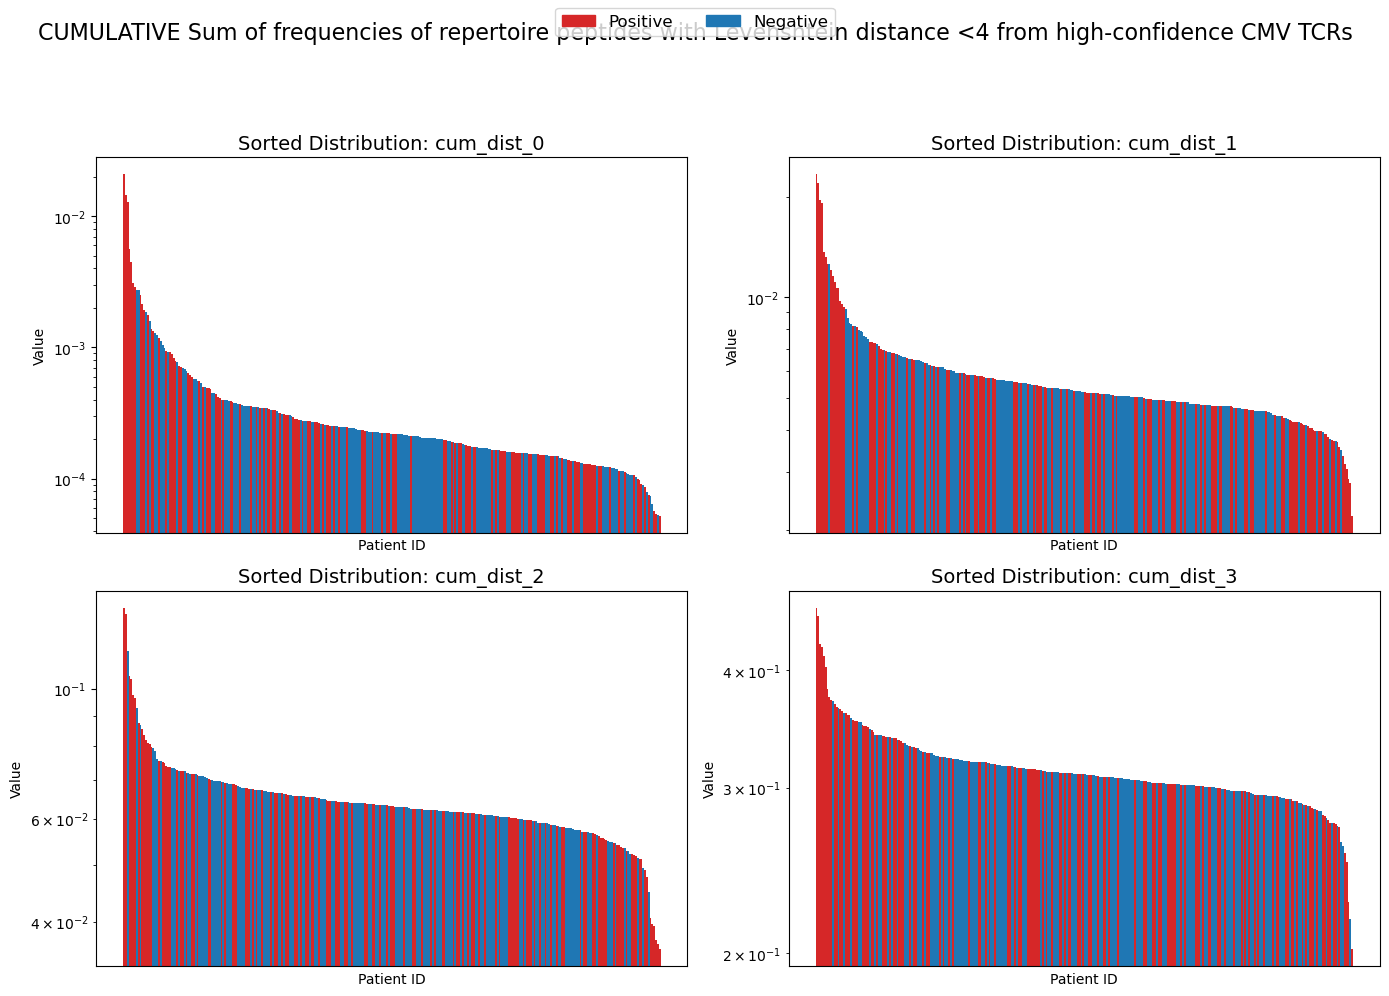 Positive Negative
CUMULATIVE Sum of frequencies of repertoire peptides with Levenshtein distance <4 from high-confidence CMV TCRs
Sorted Distribution: cum_dist_0
Value
10⁻²
10⁻³
10⁻⁴
Patient ID
Sorted Distribution: cum_dist_1
Value
10⁻²
Patient ID
Sorted Distribution: cum_dist_2
Value
10⁻¹
6 × 10⁻²
4 × 10⁻²
Patient ID
Sorted Distribution: cum_dist_3
Value
4 × 10⁻¹
3 × 10⁻¹
2 × 10⁻¹
Patient ID